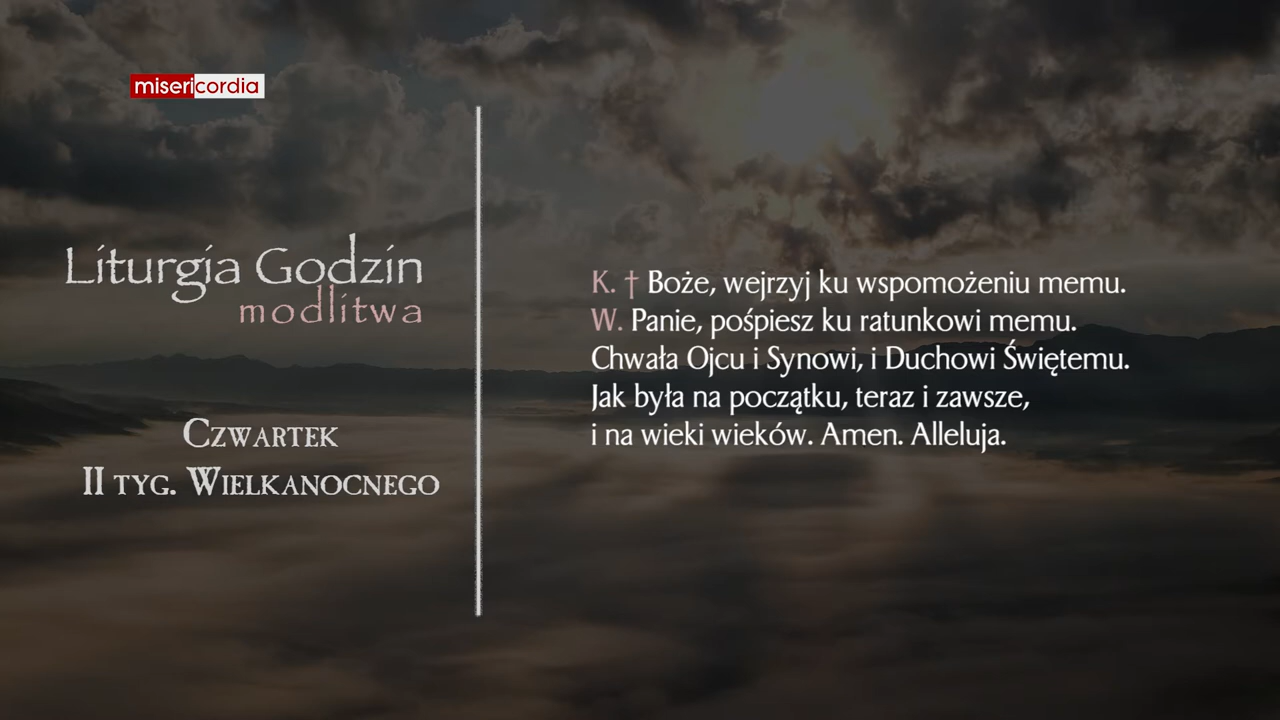 misericordia
Liturgia Godzin
modlitwa
Czwartek
II tyg. Wielkanocnego
K. † Boże, wejrzyj ku wspomożeniu memu.
W. Panie, pośpiesz ku ratunkowi memu.
Chwała Ojcu i Synowi, i Duchowi Świętemu.
Jak była na początku, teraz i zawsze,
i na wieki wieków. Amen. Alleluja.